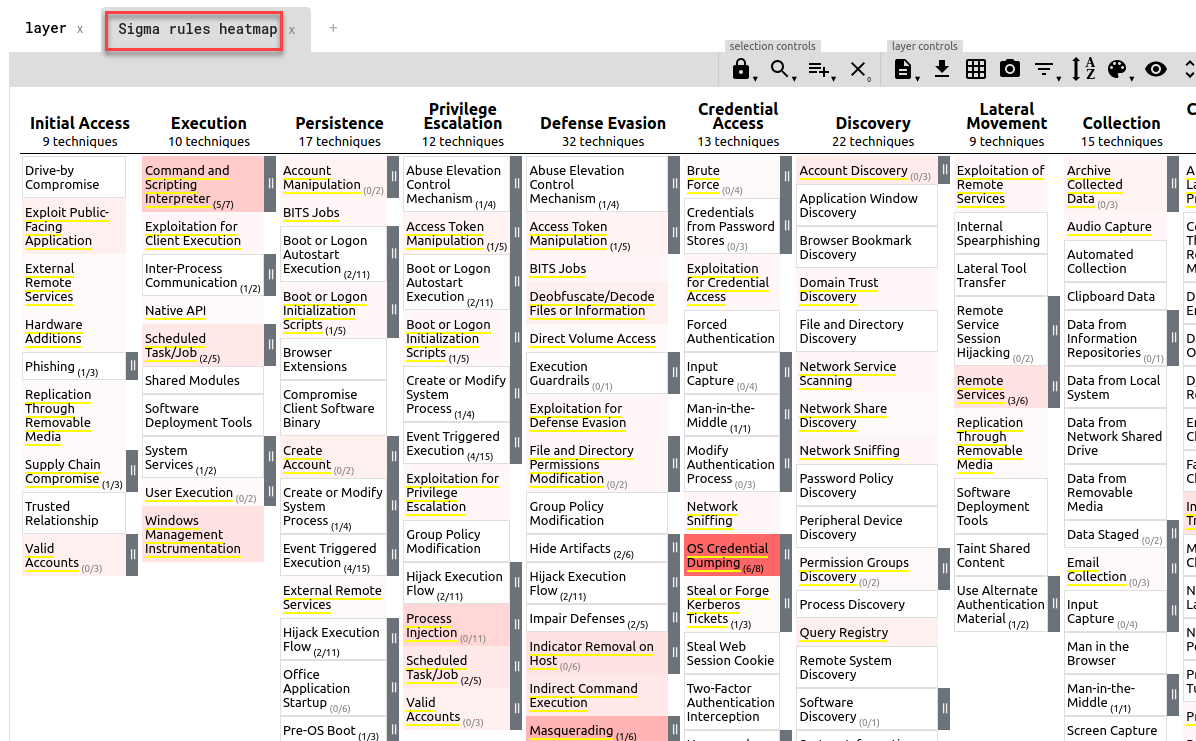 layer x
Sigma rules heatmap x
+
selection controls
layer controls
Initial Access
9 techniques
Drive-by
Compromise
Exploit Public-
Facing
Application
External
Remote
Services
Hardware
Additions
Phishing (1/3)
Replication
Through
Removable
Media
Supply Chain
Compromise (1/3)
Trusted
Relationship
Valid
Accounts (0/3)
Execution
10 techniques
Command and
Scripting
Interpreter (5/7)
Exploitation for
Client Execution
Inter-Process
Communication (1/2)
Native API
Scheduled
Task/Job (2/5)
Shared Modules
Software
Deployment Tools
System
Services (1/2)
User Execution (0/2)
Windows
Management
Instrumentation
Persistence
17 techniques
Account
Manipulation (0/2)
BITS Jobs
Boot or Logon
Autostart
Execution (2/11)
Boot or Logon
Initialization
Scripts (1/5)
Browser
Extensions
Compromise
Client Software
Binary
Create
Account (0/2)
Create or Modify
System
Process (1/4)
Event Triggered
Execution (4/15)
External Remote
Services
Hijack Execution
Flow (2/11)
Office
Application
Startup (0/6)
Pre-OS Boot (1/3)
Privilege
Escalation
12 techniques
Abuse Elevation
Control
Mechanism (1/4)
Access Token
Manipulation (1/5)
Boot or Logon
Autostart
Execution (2/11)
Boot or Logon
Initialization
Scripts (1/5)
Create or Modify
System
Process (1/4)
Event Triggered
Execution (4/15)
Exploitation for
Privilege
Escalation
Group Policy
Modification
Hijack Execution
Flow (2/11)
Process
Injection (0/11)
Scheduled
Task/Job (2/5)
Valid
Accounts (0/3)
Defense Evasion
32 techniques
Abuse Elevation
Control
Mechanism (1/4)
Access Token
Manipulation (1/5)
BITS Jobs
Deobfuscate/Decode
Files or Information
Direct Volume Access
Execution
Guardrails (0/1)
Exploitation for
Defense Evasion
File and Directory
Permissions
Modification (0/2)
Group Policy
Modification
Hide Artifacts (2/6)
Hijack Execution
Flow (2/11)
Impair Defenses (2/5)
Indicator Removal on
Host (0/6)
Indirect Command
Execution
Masquerading (1/6)
Credential
Access
13 techniques
Brute
Force (0/4)
Credentials
from Password
Stores (0/3)
Exploitation
for Credential
Access
Forced
Authentication
Input
Capture (0/4)
Man-in-the-
Middle (1/1)
Modify
Authentication
Process (0/3)
Network
Sniffing
OS Credential
Dumping (6/8)
Steal or Forge
Kerberos
Tickets (1/3)
Steal Web
Session Cookie
Two-Factor
Authentication
Interception
Discovery
22 techniques
Account Discovery (0/3)
Application Window
Discovery
Browser Bookmark
Discovery
Domain Trust
Discovery
File and Directory
Discovery
Network Service
Scanning
Network Share
Discovery
Network Sniffing
Password Policy
Discovery
Peripheral Device
Discovery
Permission Groups
Discovery (0/2)
Process Discovery
Query Registry
Remote System
Discovery
Software
Discovery (0/1)
Lateral
Movement
9 techniques
Exploitation of
Remote
Services
Internal
Spearphishing
Lateral Tool
Transfer
Remote
Service
Session
Hijacking (0/2)
Remote
Services (3/6)
Replication
Through
Removable
Media
Software
Deployment
Tools
Taint Shared
Content
Use Alternate
Authentication
Material (1/2)
Collection
15 techniques
Archive
Collected
Data (0/3)
Audio Capture
Automated
Collection
Clipboard Data
Data from
Information
Repositories (0/1)
Data from Local
System
Data from
Network Shared
Drive
Data from
Removable
Media
Data Staged (0/2)
Email
Collection (0/3)
Input
Capture (0/4)
Man in the
Browser
Man-in-the-
Middle (1/1)
Screen Capture